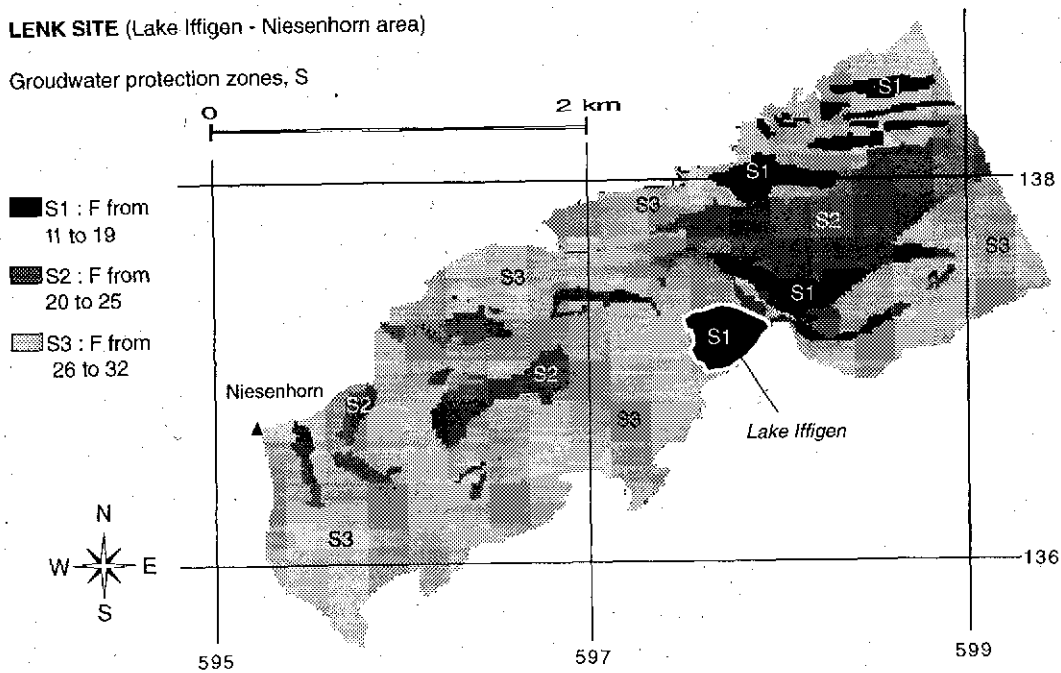 LENK SITE (Lake Iffigen - Niesenhorn area)
Groudwater protection zones, S
0 2 km
S1 : F from
11 to 19
S2 : F from
20 to 25
S3 : F from
26 to 32
S1
S1
138
S3
S2
S3
S3
S1
S1
S2
Niesenhorn
S2
S3
Lake Iffigen
S3
N
W E
S
136
595 597 599